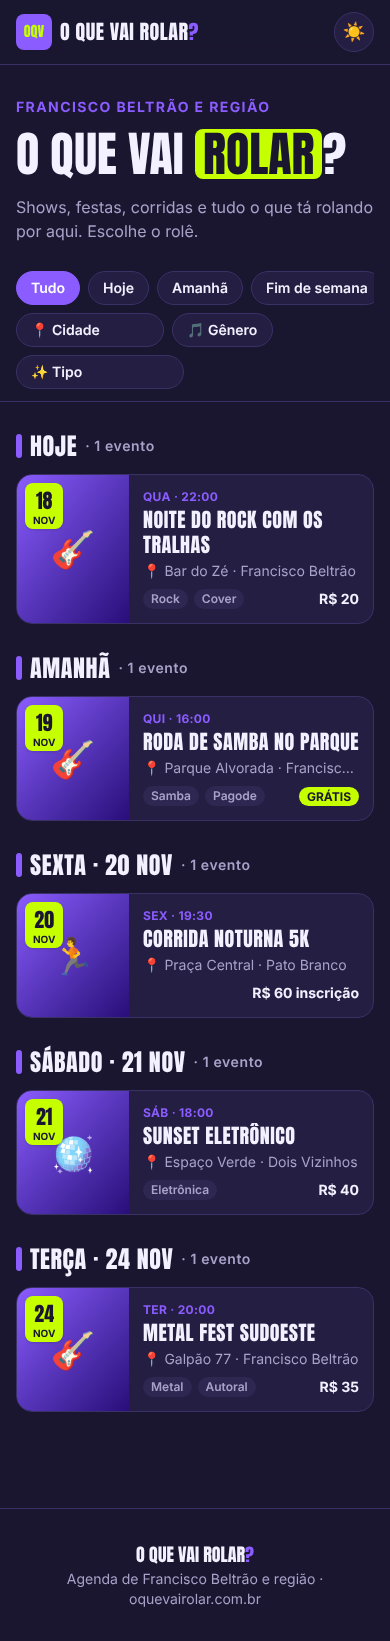 OQV O QUE VAI ROLAR?
FRANCISCO BELTRÃO E REGIÃO
O QUE VAI ROLAR?
Shows, festas, corridas e tudo o que tá rolando
por aqui. Escolhe o rolê.
Tudo Hoje Amanhã Fim de semana
📍 Cidade 🎵 Gênero
✨ Tipo
HOJE · 1 evento
18
NOV
QUA · 22:00
NOITE DO ROCK COM OS
TRALHAS
📍 Bar do Zé · Francisco Beltrão
Rock Cover R$ 20
AMANHÃ · 1 evento
19
NOV
QUI · 16:00
RODA DE SAMBA NO PARQUE
📍 Parque Alvorada · Francisc...
Samba Pagode GRÁTIS
SEXTA · 20 NOV · 1 evento
20
NOV
SEX · 19:30
CORRIDA NOTURNA 5K
📍 Praça Central · Pato Branco
R$ 60 inscrição
SÁBADO · 21 NOV · 1 evento
21
NOV
SÁB · 18:00
SUNSET ELETRÔNICO
📍 Espaço Verde · Dois Vizinhos
Eletrônica R$ 40
TERÇA · 24 NOV · 1 evento
24
NOV
TER · 20:00
METAL FEST SUDOESTE
📍 Galpão 77 · Francisco Beltrão
Metal Autoral R$ 35
O QUE VAI ROLAR?
Agenda de Francisco Beltrão e região ·
oquevairolar.com.br